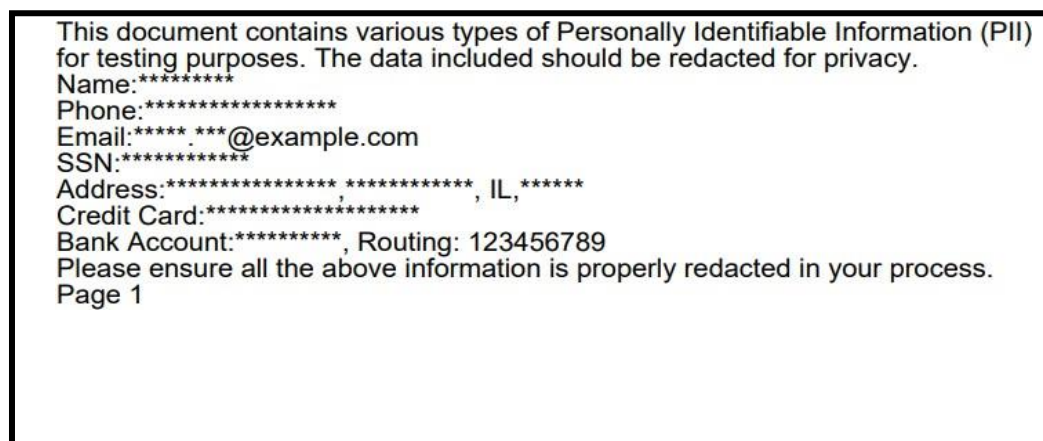 This document contains various types of Personally Identifiable Information (PII)
for testing purposes. The data included should be redacted for privacy.
Name:*********
Phone:******************
Email:*****.***@example.com
SSN:************
Address:****************,************, IL,******
Credit Card:********************
Bank Account:**********, Routing: 123456789
Please ensure all the above information is properly redacted in your process.
Page 1